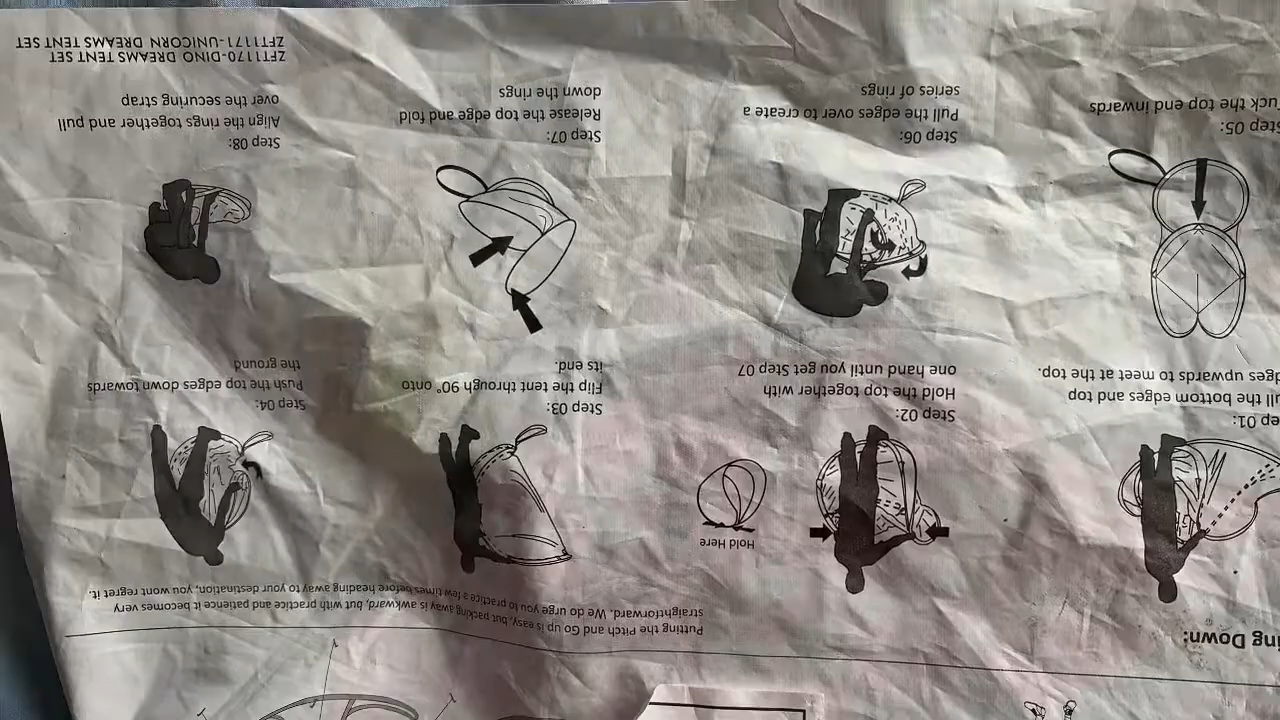 ing Down:
Putting the Pitch and Go up is easy, but packing away is awkward, but with practice and patience it becomes very
straightforward. We do urge you to practice a few times before heading away to your destination, you wont regret it.
Hold Here
ep 01:
ull the bottom edges and top
dges upwards to meet at the top.
Step 02:
Hold the top together with
one hand until you get Step 07
Step 03:
Flip the tent through 90° onto
its end.
Step 04:
Push the top edges down towards
the ground
Step 05:
uck the top end inwards
Step 06:
Pull the edges over to create a
series of rings
Step 07:
Release the top edge and fold
down the rings
Step 08:
Align the rings together and pull
over the securing strap
ZFT1170-DINO DREAMS TENT SET
ZFT1171-UNICORN DREAMS TENT SET